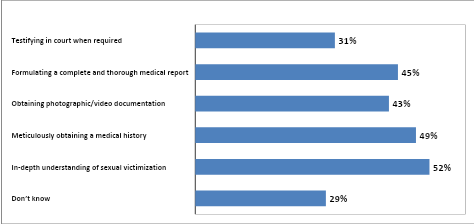 Testifying in court when required 31%
Formulating a complete and thorough medical report 45%
Obtaining photographic/video documentation 43%
Meticulously obtaining a medical history 49%
In-depth understanding of sexual victimization 52%
Don't know 29%